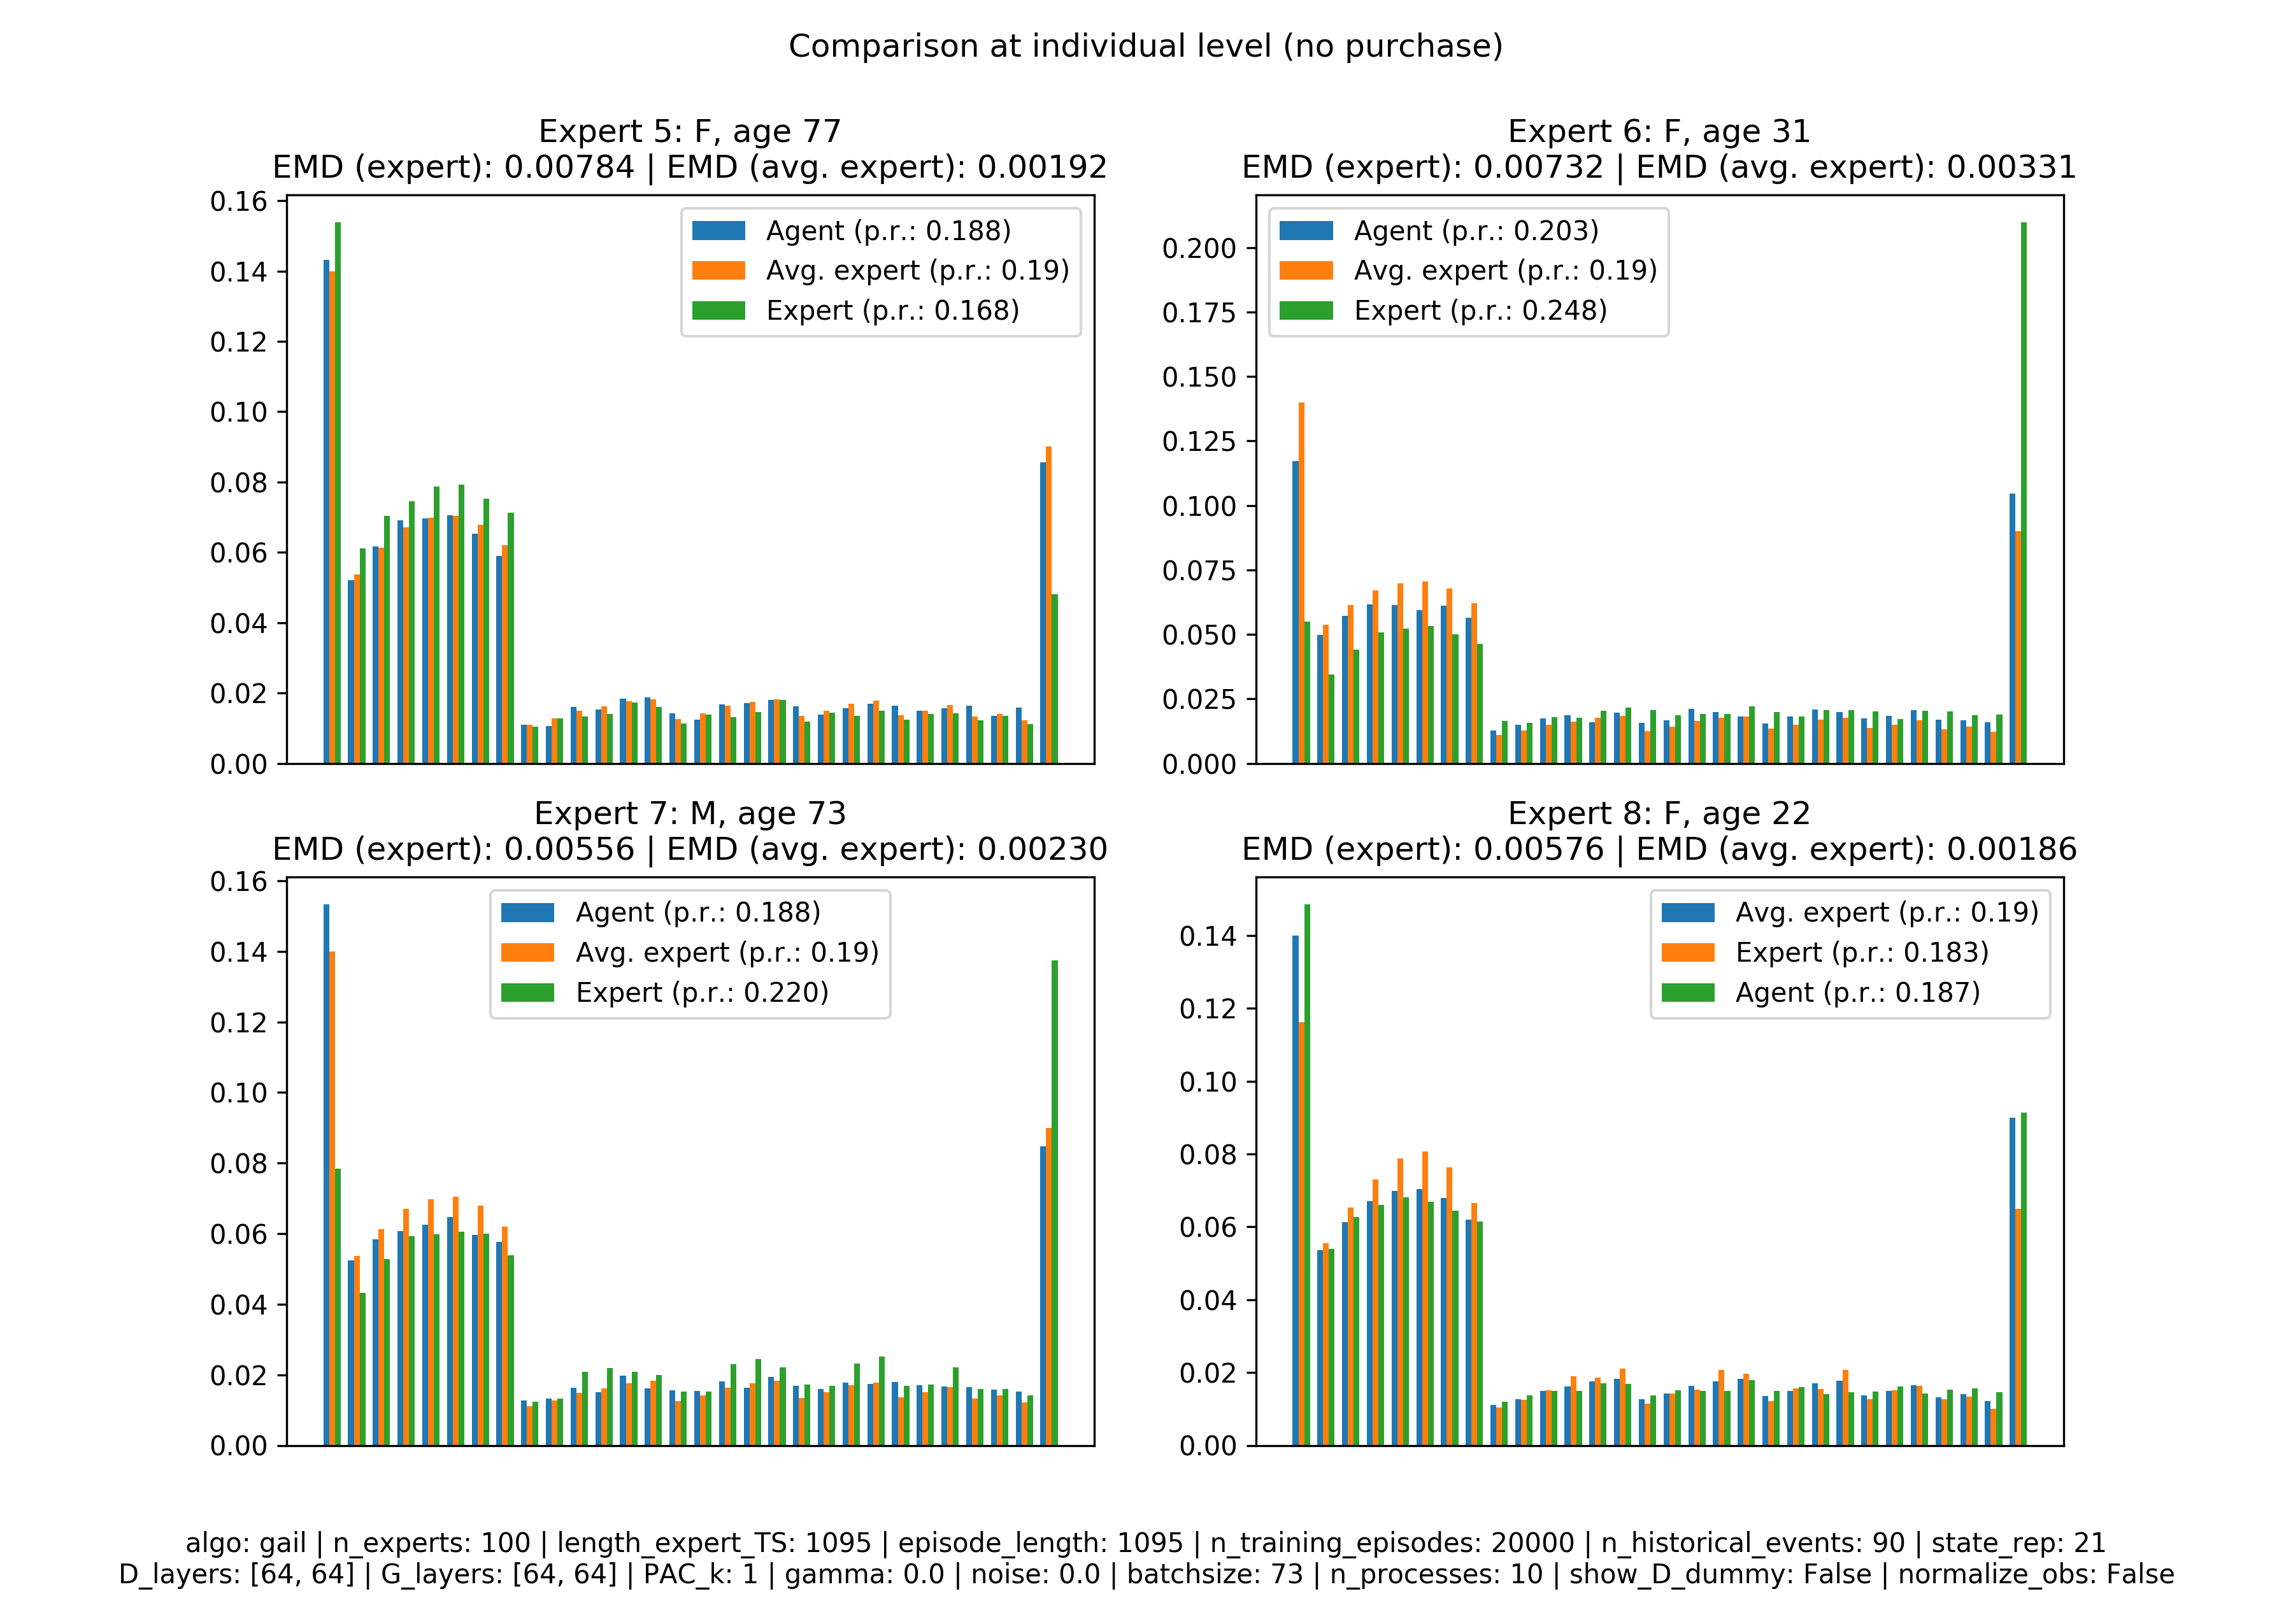 Comparison at individual level (no purchase)
Expert 5: F, age 77
EMD (expert): 0.00784 | EMD (avg. expert): 0.00192
0.16
0.14
0.12
0.10
0.08
0.06
0.04
0.02
0.00
Agent (p.r.: 0.188)
Avg. expert (p.r.: 0.19)
Expert (p.r.: 0.168)
Expert 6: F, age 31
EMD (expert): 0.00732 | EMD (avg. expert): 0.00331
0.200
0.175
0.150
0.125
0.100
0.075
0.050
0.025
0.000
Agent (p.r.: 0.203)
Avg. expert (p.r.: 0.19)
Expert (p.r.: 0.248)
Expert 7: M, age 73
EMD (expert): 0.00556 | EMD (avg. expert): 0.00230
0.16
0.14
0.12
0.10
0.08
0.06
0.04
0.02
0.00
Agent (p.r.: 0.188)
Avg. expert (p.r.: 0.19)
Expert (p.r.: 0.220)
Expert 8: F, age 22
EMD (expert): 0.00576 | EMD (avg. expert): 0.00186
0.14
0.12
0.10
0.08
0.06
0.04
0.02
0.00
Avg. expert (p.r.: 0.19)
Expert (p.r.: 0.183)
Agent (p.r.: 0.187)
algo: gail | n_experts: 100 | length_expert_TS: 1095 | episode_length: 1095 | n_training_episodes: 20000 | n_historical_events: 90 | state_rep: 21
D_layers: [64, 64] | G_layers: [64, 64] | PAC_k: 1 | gamma: 0.0 | noise: 0.0 | batchsize: 73 | n_processes: 10 | show_D_dummy: False | normalize_obs: False